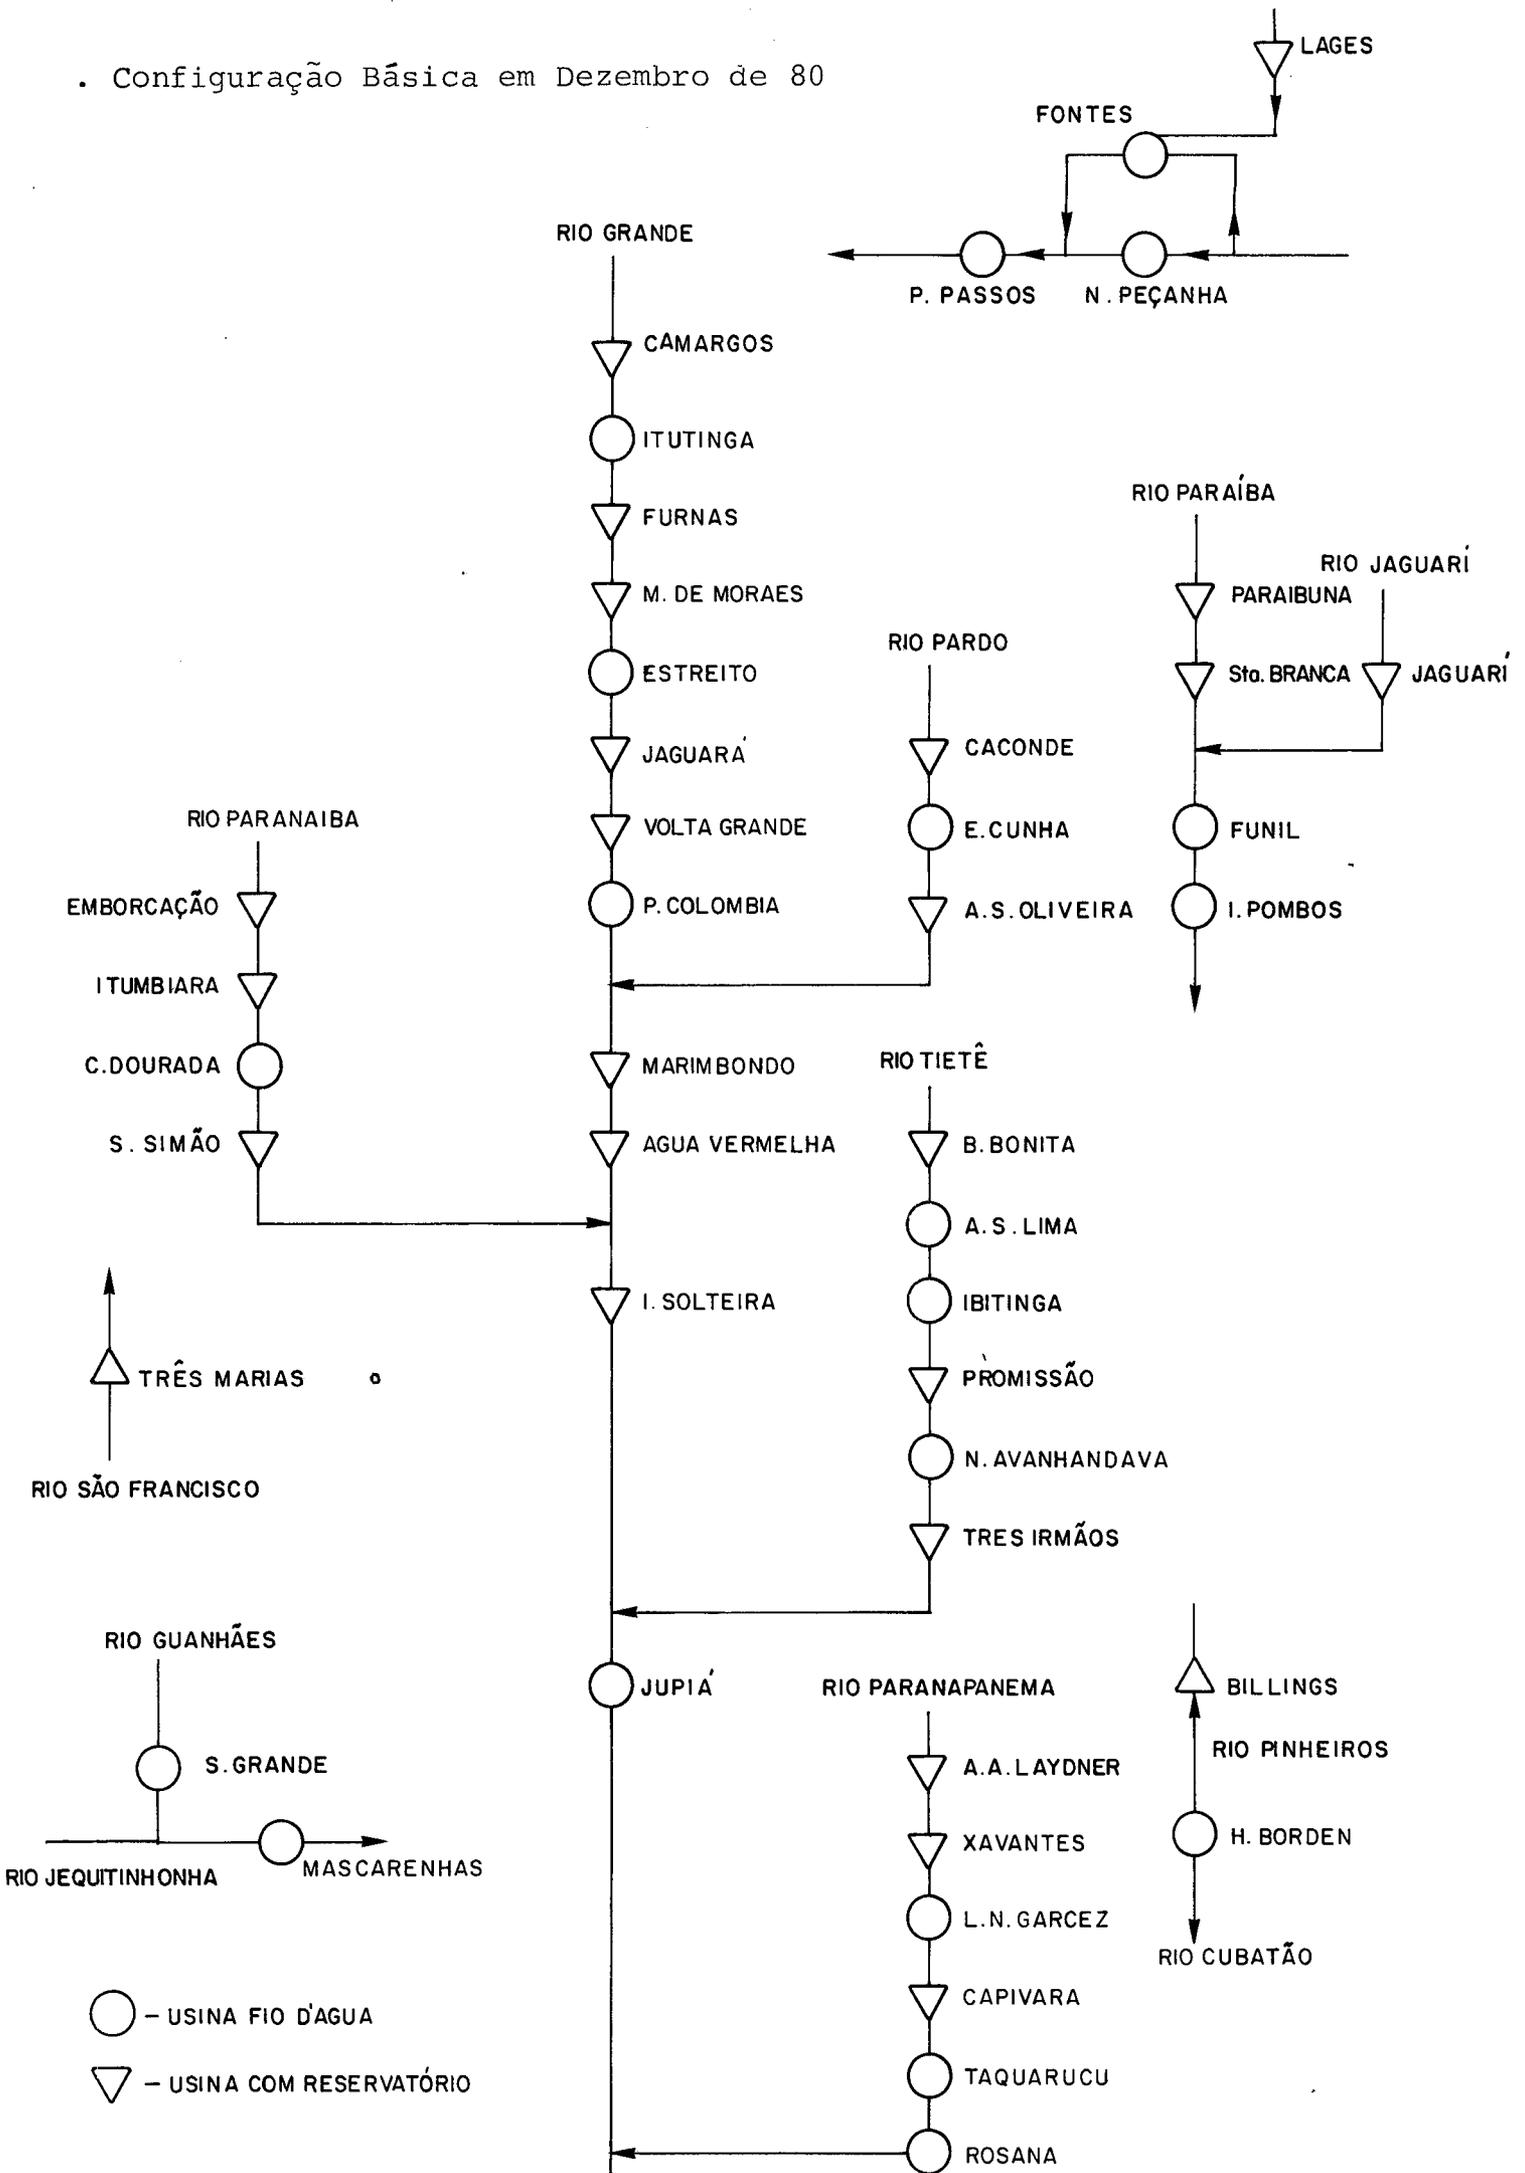 . Configuração Básica em Dezembro de 80
LAGES
FONTES
P. PASSOS
N. PEÇANHA
RIO GRANDE
CAMARGOS
ITUTINGA
FURNAS
M. DE MORAES
ESTREITO
JAGUARÁ
VOLTA GRANDE
P. COLOMBIA
RIO PARDO
CACONDE
E. CUNHA
A.S. OLIVEIRA
RIO PARAÍBA
RIO JAGUARÍ
PARAIBUNA
Sta. BRANCA
JAGUARÍ
FUNIL
I. POMBOS
RIO PARANAIBA
EMBORCAÇÃO
ITUMBIARA
C. DOURADA
S. SIMÃO
MARIMBONDO
AGUA VERMELHA
I. SOLTEIRA
RIO TIETÊ
B. BONITA
A. S. LIMA
IBITINGA
PROMISSÃO
N. AVANHANDAVA
TRES IRMÃOS
TRÊS MARIAS
RIO SÃO FRANCISCO
RIO GUANHÃES
S. GRANDE
MASCARENHAS
RIO JEQUITINHONHA
JUPIÁ
RIO PARANAPANEMA
A.A. LAYDNER
XAVANTES
L.N. GARCEZ
CAPIVARA
TAQUARUCU
ROSANA
BILLINGS
RIO PINHEIROS
H. BORDEN
RIO CUBATÃO
– USINA FIO D'AGUA
– USINA COM RESERVATÓRIO